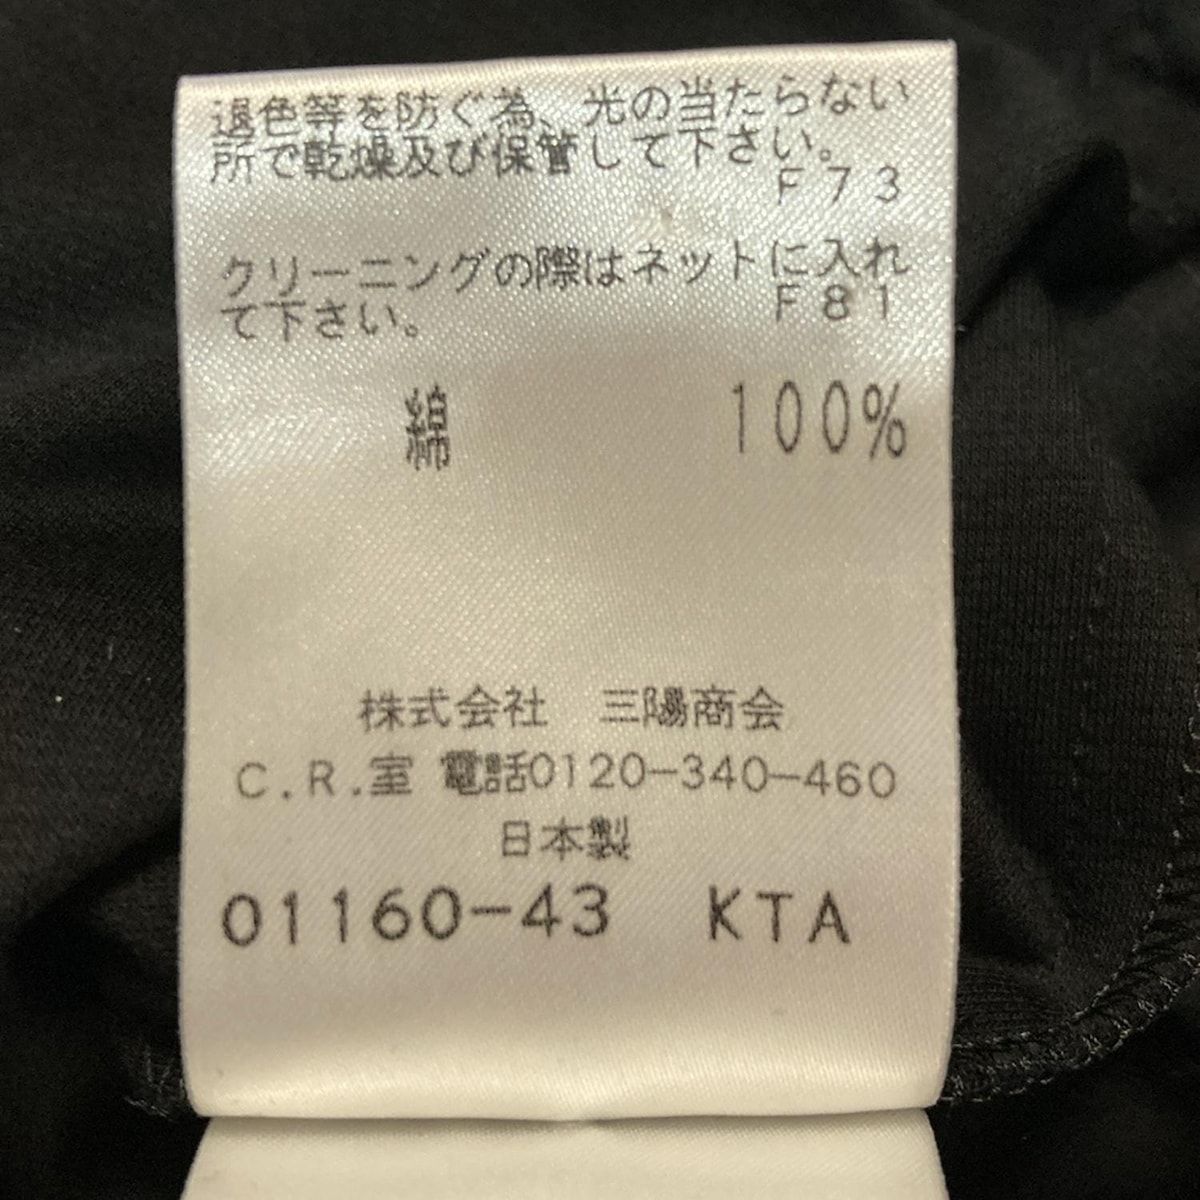 退色等を防ぐ為、光の当たらない
所で乾燥及び保管して下さい。
F73
クリーニングの際はネットに入れ
て下さい。 F81
綿 100%
株式会社 三陽商会
C.R.室 電話0120-340-460
日本製
01160-43 KTA